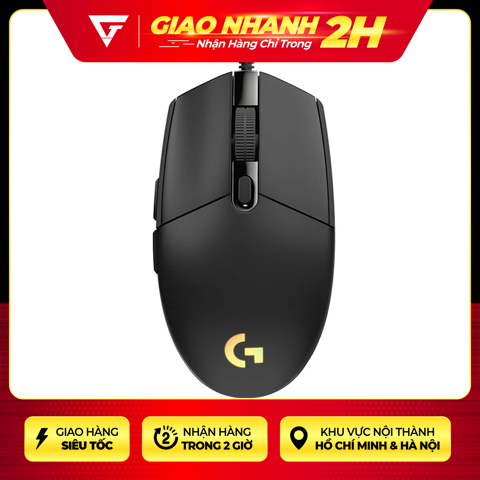 GIAO NHANH 2H
Nhận Hàng Chỉ Trong
G
GIAO HÀNG
SIÊU TỐC
2
NHẬN HÀNG
TRONG 2 GIỜ
KHU VỰC NỘI THÀNH
HỒ CHÍ MINH & HÀ NỘI